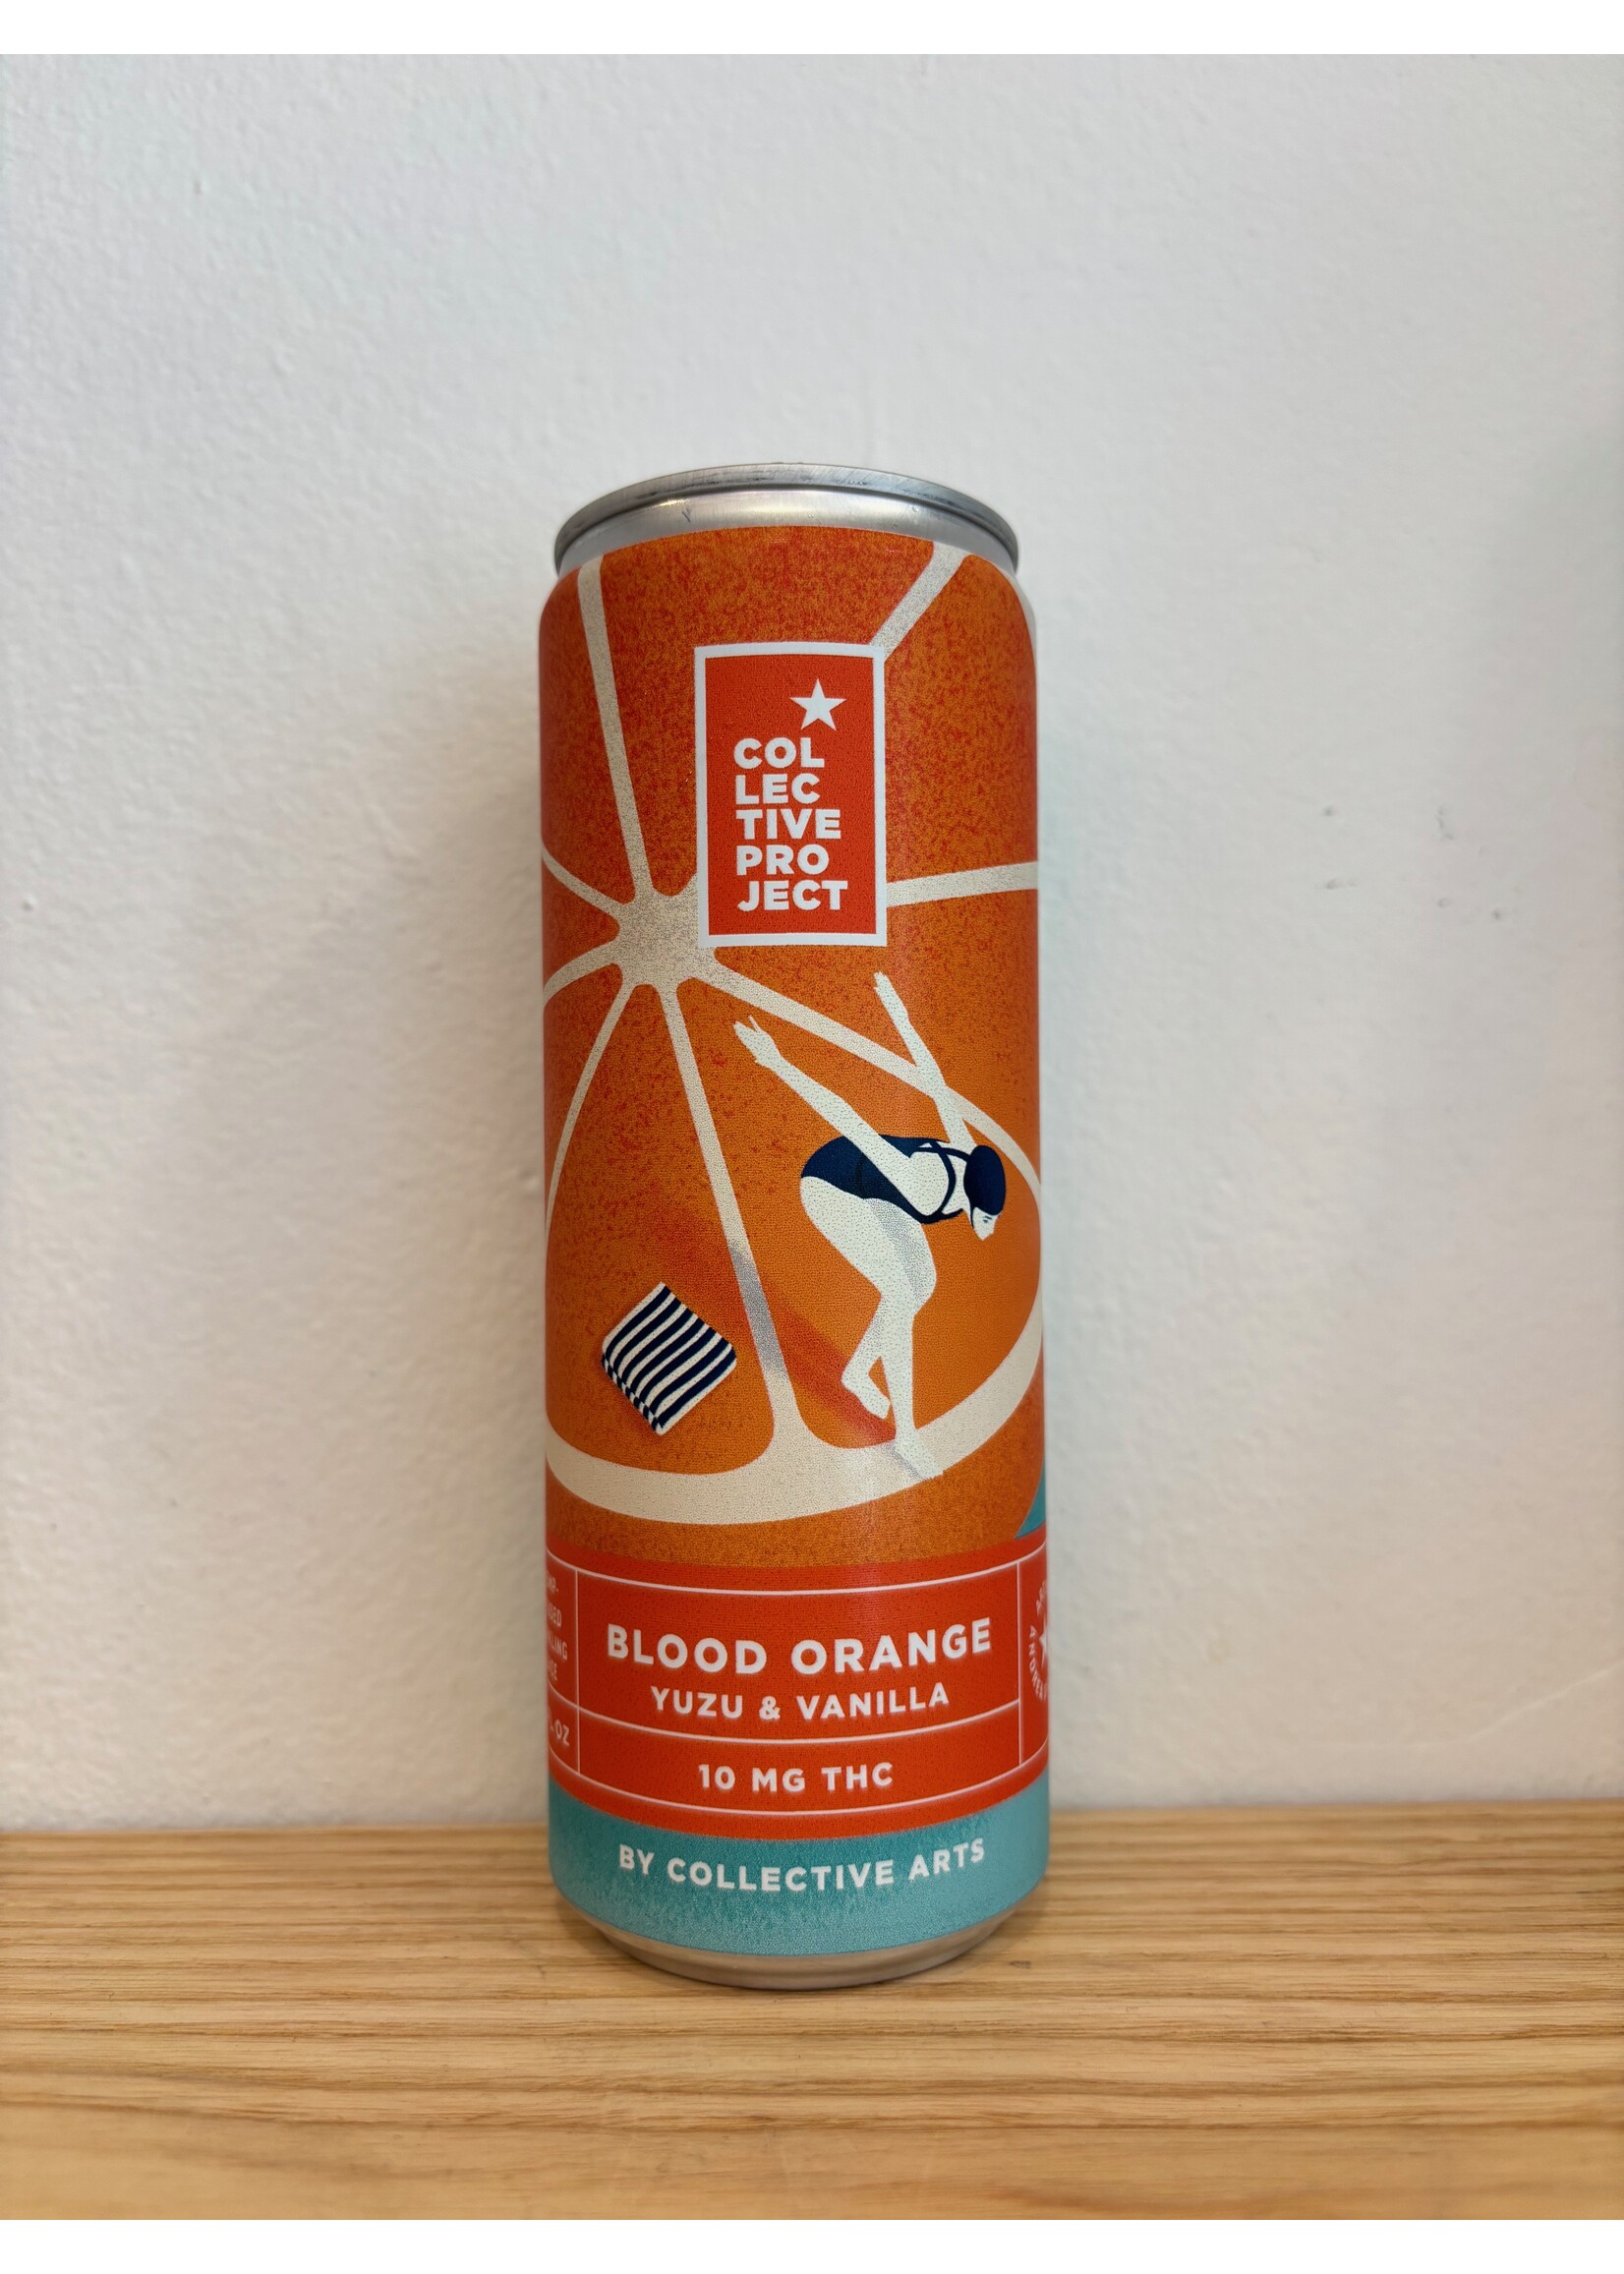 COL
LEC
TIVE
PRO
JECT
BLOOD ORANGE
YUZU & VANILLA
10 MG THC
BY COLLECTIVE ARTS